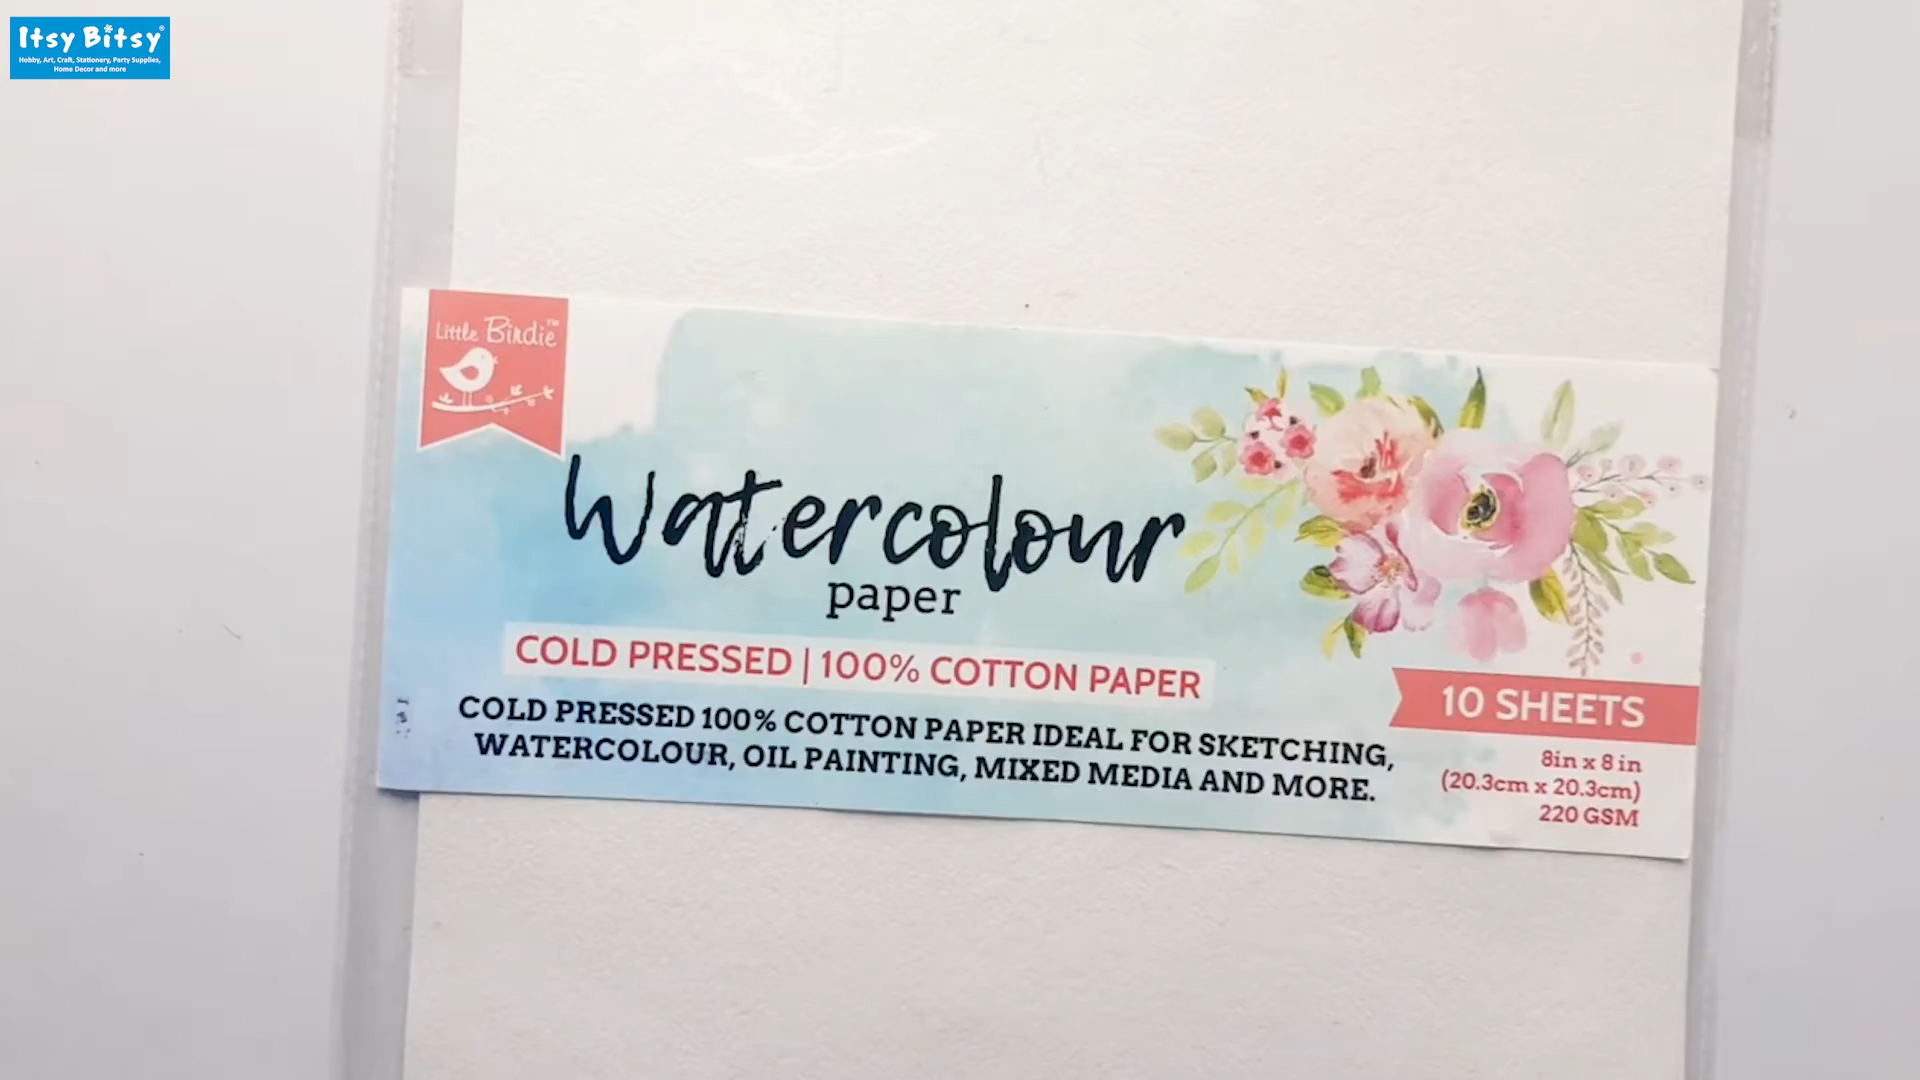 Itsy Bitsy®
Hobby, Art, Craft, Stationery, Party Supplies,
Home Decor and more
Little Birdie™
Watercolour
paper
COLD PRESSED | 100% COTTON PAPER
COLD PRESSED 100% COTTON PAPER IDEAL FOR SKETCHING,
WATERCOLOUR, OIL PAINTING, MIXED MEDIA AND MORE.
10 SHEETS
8in x 8 in
(20.3cm x 20.3cm)
220 GSM